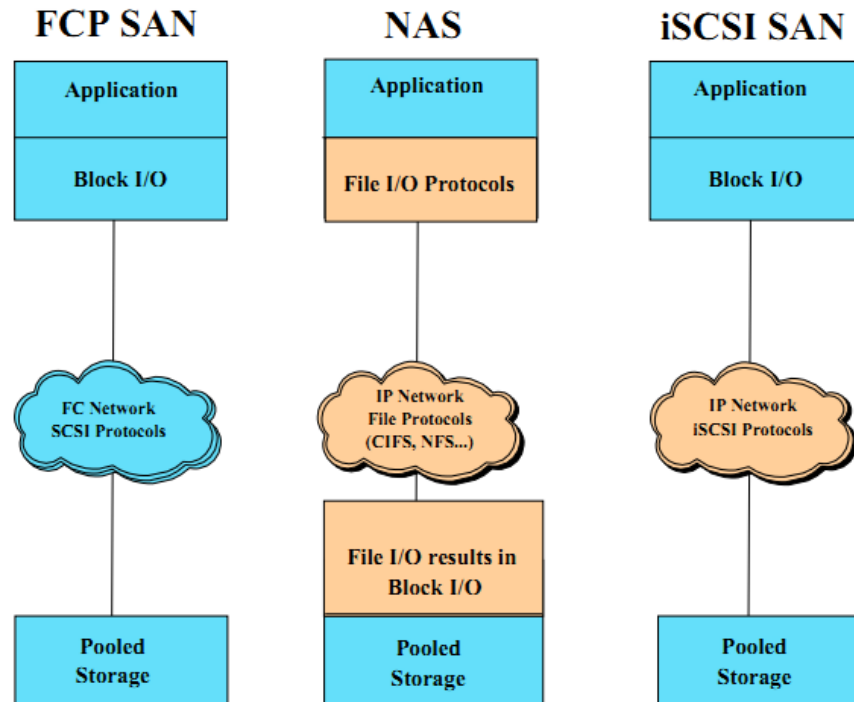 FCP SAN
Application
Block I/O
FC Network
SCSI Protocols
Pooled
Storage
NAS
Application
File I/O Protocols
IP Network
File Protocols
(CIFS, NFS...)
File I/O results in
Block I/O
Pooled
Storage
iSCSI SAN
Application
Block I/O
IP Network
iSCSI Protocols
Pooled
Storage